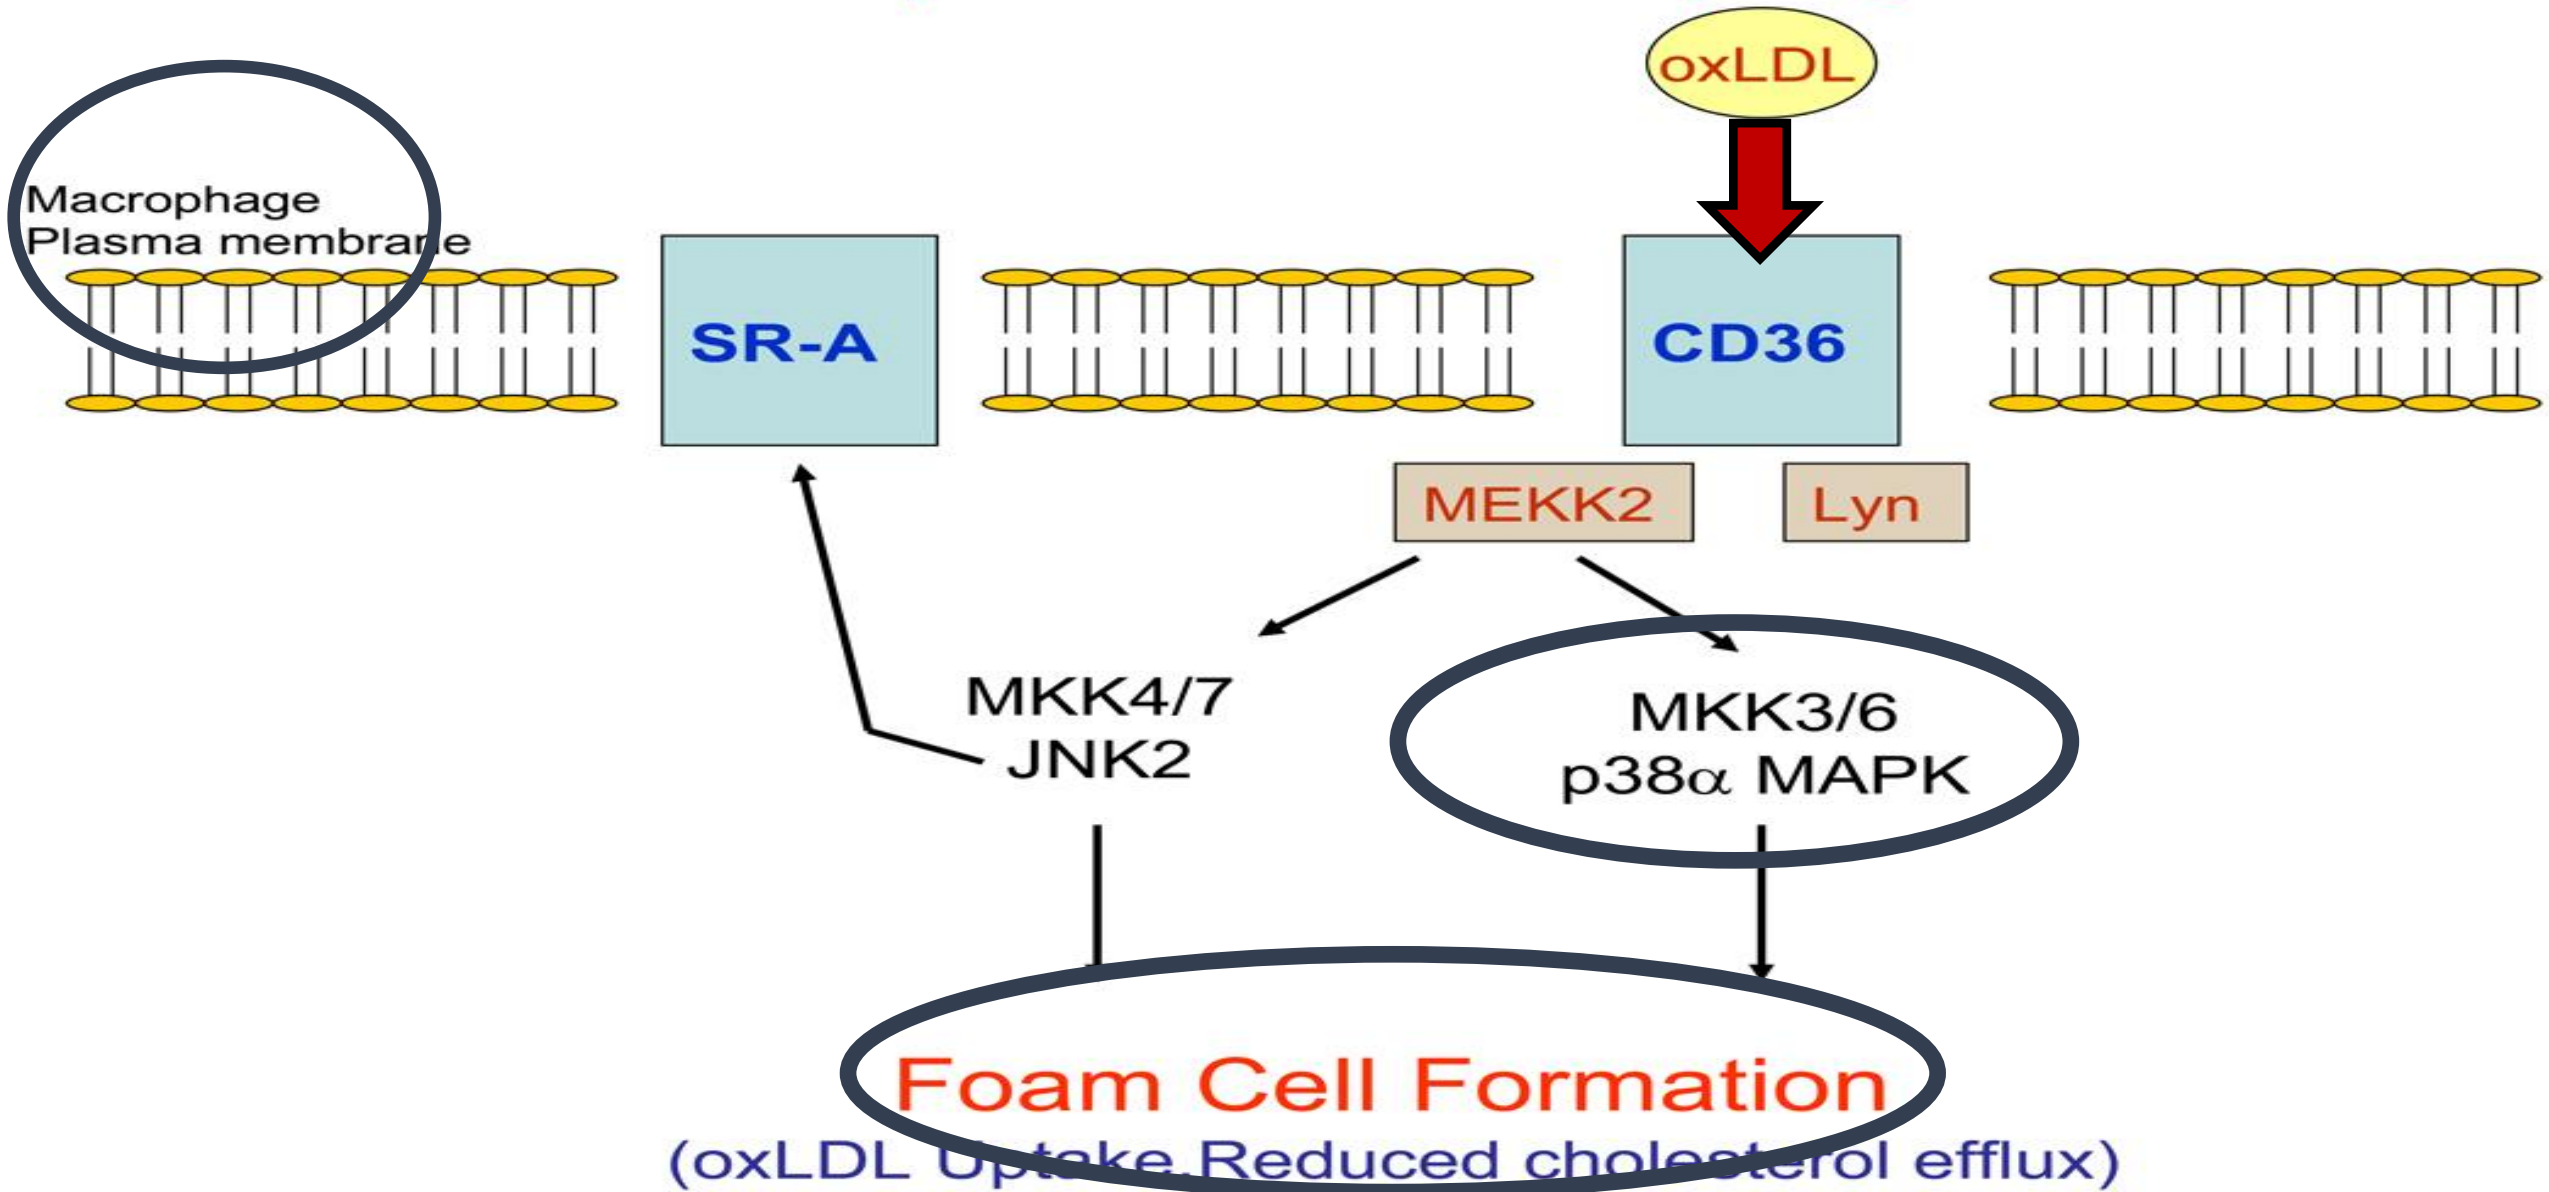 oxLDL
Macrophage
Plasma membrane
SR-A
CD36
MEKK2
Lyn
MKK4/7
JNK2
MKK3/6
p38α MAPK
Foam Cell Formation
(oxLDL Uptake,Reduced cholesterol efflux)